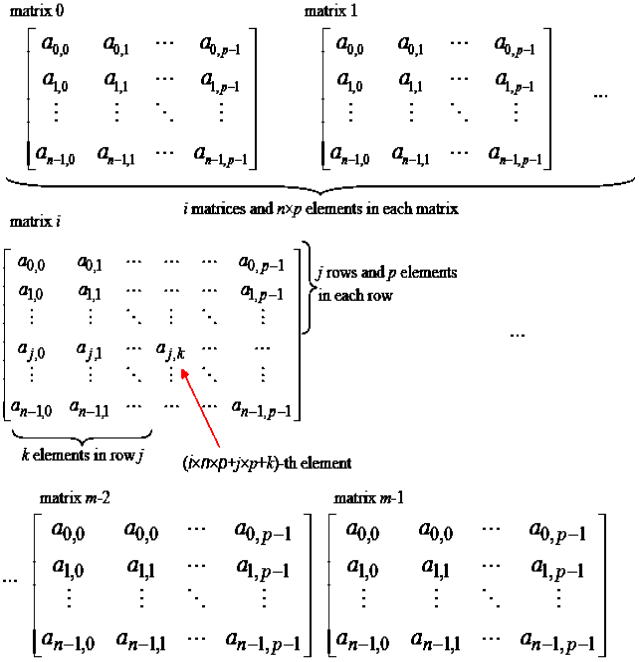 matrix 0 matrix 1
a0,0 a0,1 ⋯ a0,p−1 a0,0 a0,1 ⋯ a0,p−1
a1,0 a1,1 ⋯ a1,p−1 a1,0 a1,1 ⋯ a1,p−1 ...
⋮ ⋮ ⋱ ⋮ ⋮ ⋮ ⋱ ⋮
an−1,0 an−1,1 ⋯ an−1,p−1 an−1,0 an−1,1 ⋯ an−1,p−1
i matrices and n×p elements in each matrix
matrix i
a0,0 a0,1 ⋯ ⋯ ⋯ a0,p−1
a1,0 a1,1 ⋯ ⋯ ⋯ a1,p−1
⋮ ⋮ ⋱ ⋮ ⋱ ⋮
aj,0 aj,1 ⋯ aj,k ⋯ ⋯
⋮ ⋮ ⋱ ⋮ ⋱ ⋮
an−1,0 an−1,1 ⋯ ⋯ ⋯ an−1,p−1
j rows and p elements
in each row
...
k elements in row j
(i×n×p+j×p+k)-th element
matrix m-2 matrix m-1
a0,0 a0,0 ⋯ a0,p−1 a0,0 a0,0 ⋯ a0,p−1
... a1,0 a1,1 ⋯ a1,p−1 a1,0 a1,1 ⋯ a1,p−1
⋮ ⋮ ⋱ ⋮ ⋮ ⋮ ⋱ ⋮
an−1,0 an−1,1 ⋯ an−1,p−1 an−1,0 an−1,1 ⋯ an−1,p−1